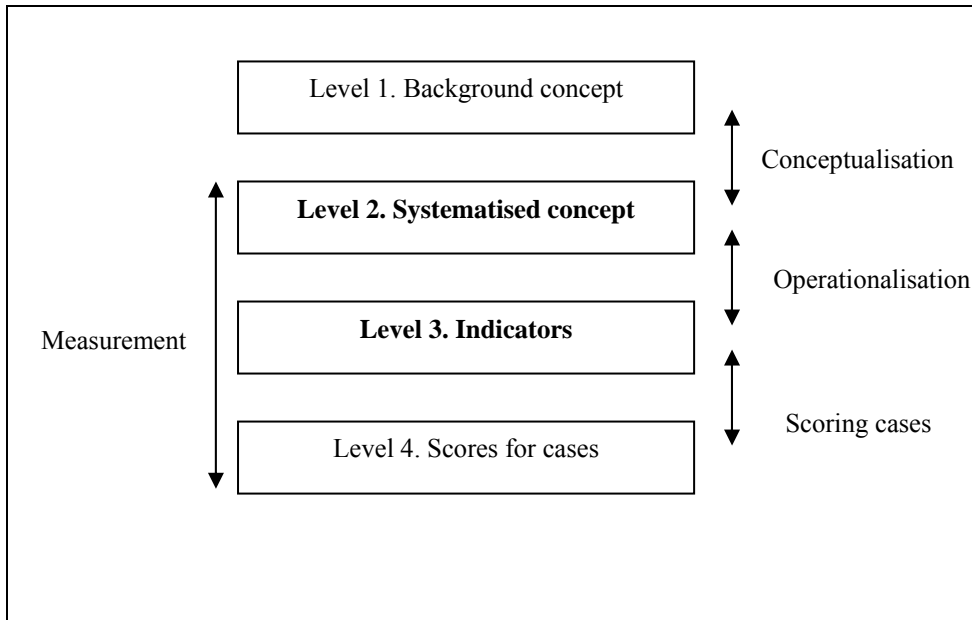 Level 1. Background concept
Conceptualisation
Level 2. Systematised concept
Operationalisation
Level 3. Indicators
Measurement
Scoring cases
Level 4. Scores for cases